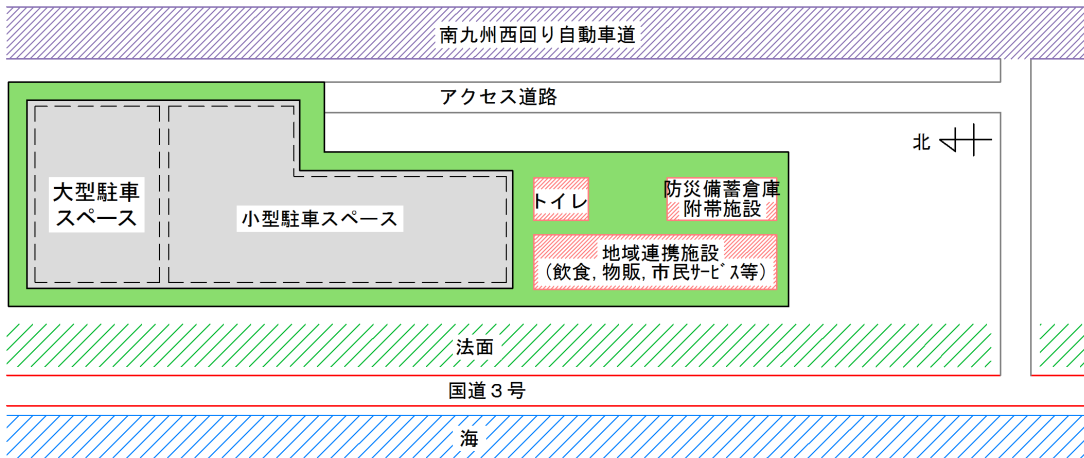 南九州西回り自動車道
アクセス道路
北
大型駐車
スペース
小型駐車スペース
トイレ
防災備蓄倉庫
附帯施設
地域連携施設
(飲食,物販,市民ｻｰﾋﾞｽ等)
法面
国道３号
海